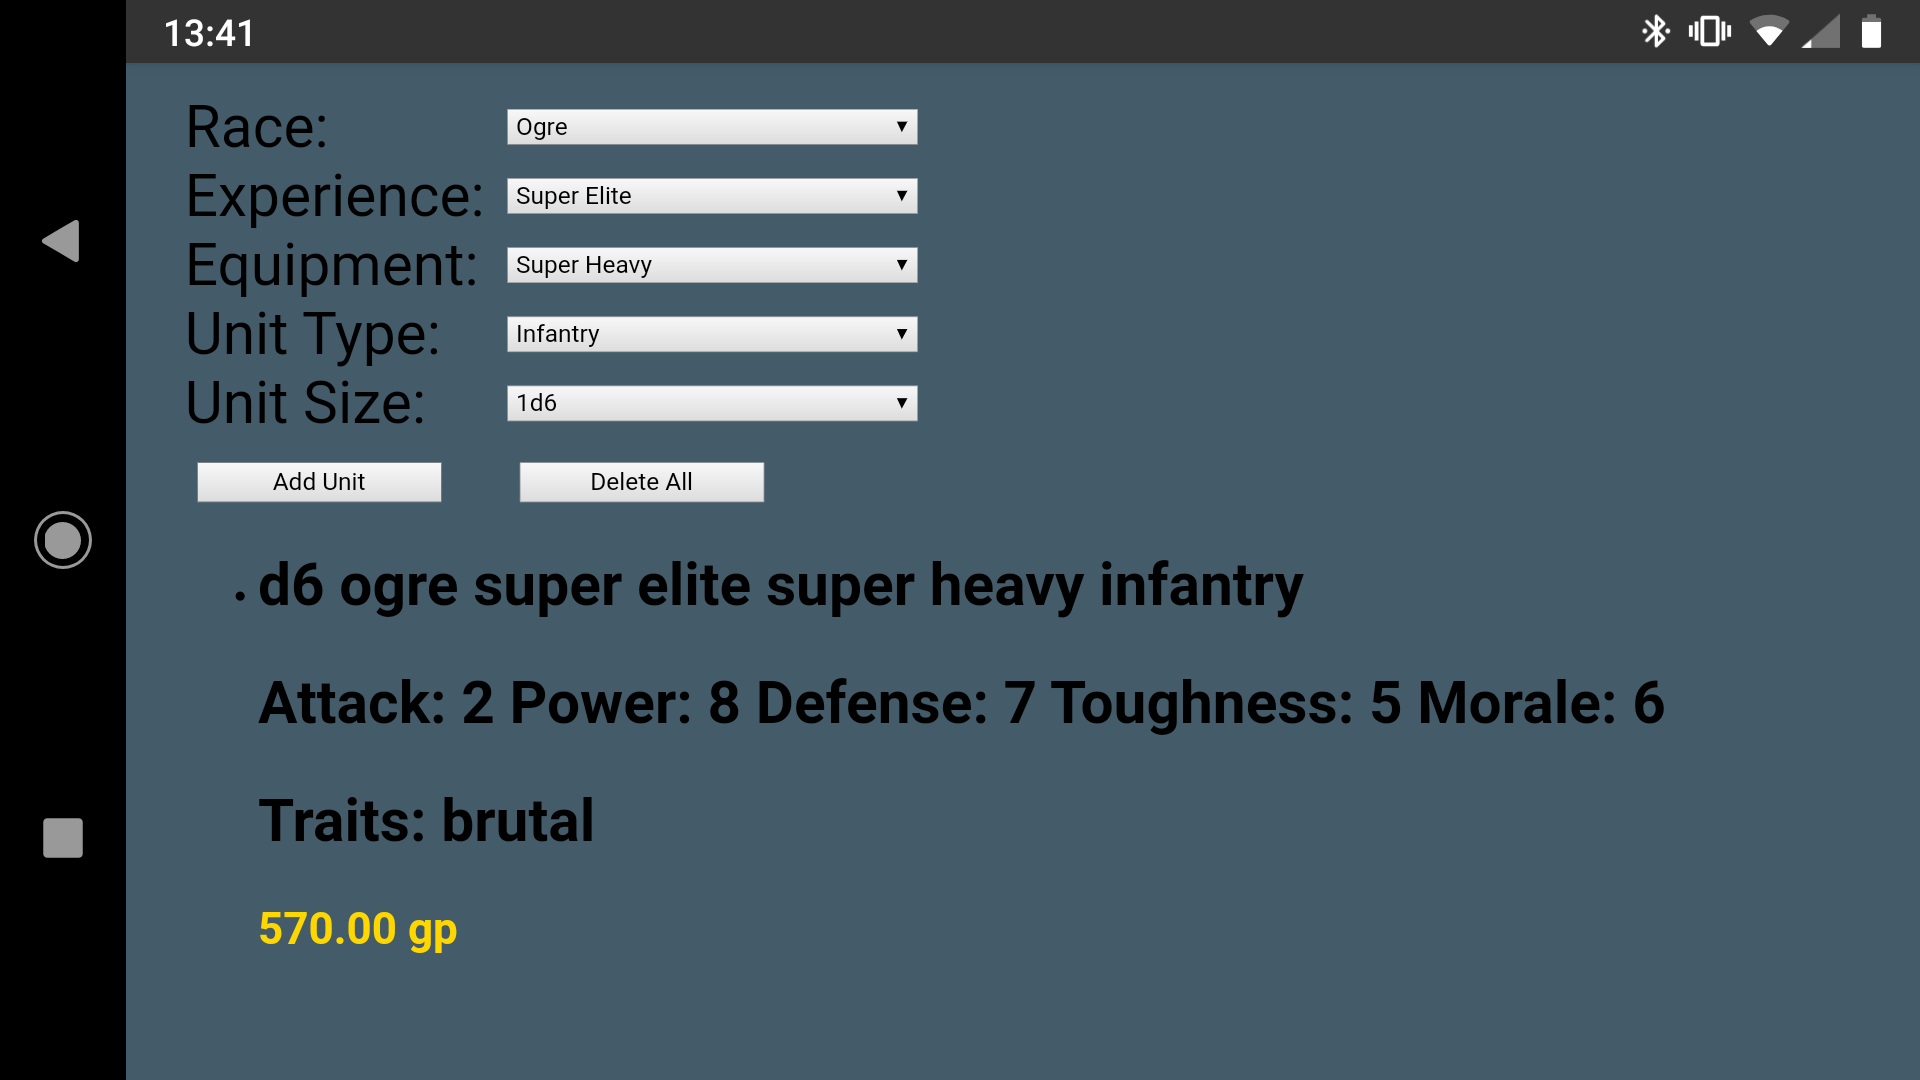 13:41
Race: Ogre
Experience: Super Elite
Equipment: Super Heavy
Unit Type: Infantry
Unit Size: 1d6
Add Unit Delete All
• d6 ogre super elite super heavy infantry
Attack: 2 Power: 8 Defense: 7 Toughness: 5 Morale: 6
Traits: brutal
570.00 gp